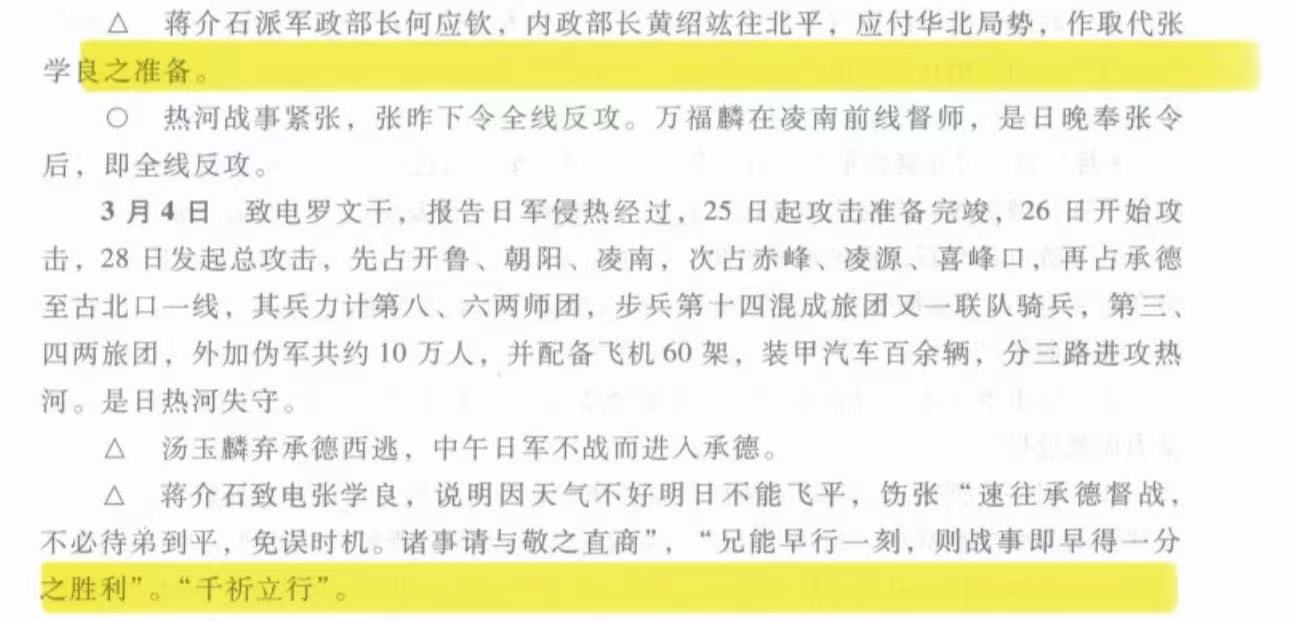 △ 蒋介石派军政部长何应钦，内政部长黄绍竑往北平，应付华北局势，作取代张
学良之准备。
○ 热河战事紧张，张昨下令全线反攻。万福麟在凌南前线督师，是日晚奉张令
后，即全线反攻。
3月4日 致电罗文干，报告日军侵热经过，25日起攻击准备完竣，26日开始攻
击，28日发起总攻击，先占开鲁、朝阳、凌南，次占赤峰、凌源、喜峰口，再占承德
至古北口一线，其兵力计第八、六两师团，步兵第十四混成旅团又一联队骑兵，第三、
四两旅团，外加伪军共约10万人，并配备飞机60架，装甲汽车百余辆，分三路进攻热
河。是日热河失守。
△ 汤玉麟弃承德西逃，中午日军不战而进入承德。
△ 蒋介石致电张学良，说明因天气不好明日不能飞平，饬张“速往承德督战，
不必待弟到平，免误时机。诸事请与敬之直商”，“兄能早行一刻，则战事即早得一分
之胜利”。“千祈立行”。